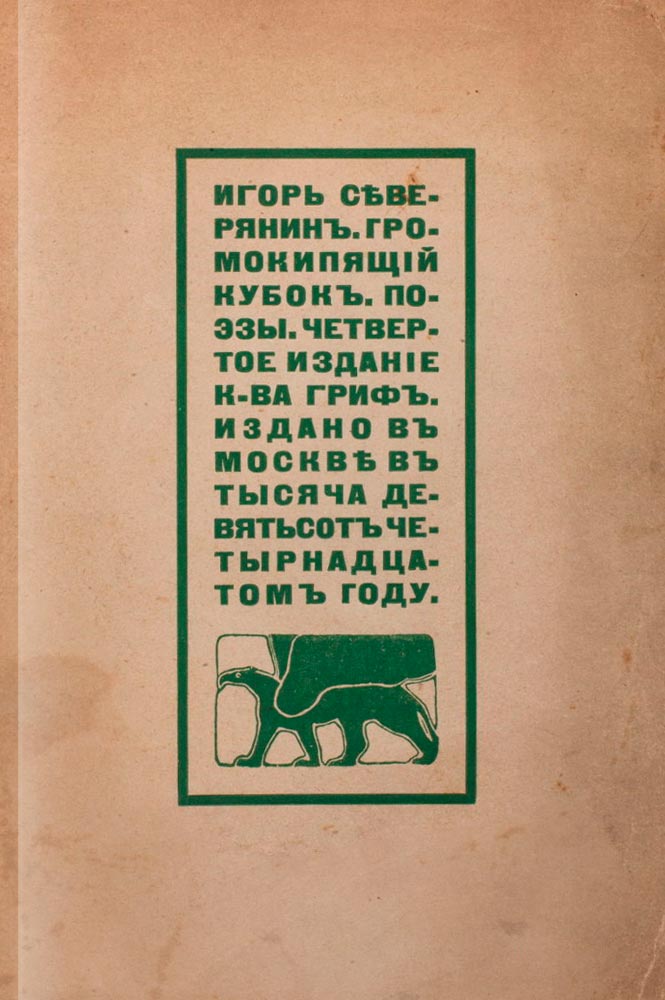 ИГОРЬ СѢВЕ-
РЯНИНЪ. ГРО-
МОКИПЯЩІЙ
КУБОКЪ. ПО-
ЭЗЫ. ЧЕТВЕР-
ТОЕ ИЗДАНІЕ
К-ВА ГРИФЪ.
ИЗДАНО ВЪ
МОСКВѢ ВЪ
ТЫСЯЧА ДЕ-
ВЯТЬСОТЪ ЧЕ-
ТЫРНАДЦА-
ТОМЪ ГОДУ.